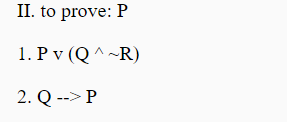 II. to prove: P
1. P v (Q ^ ~R)
2. Q --> P